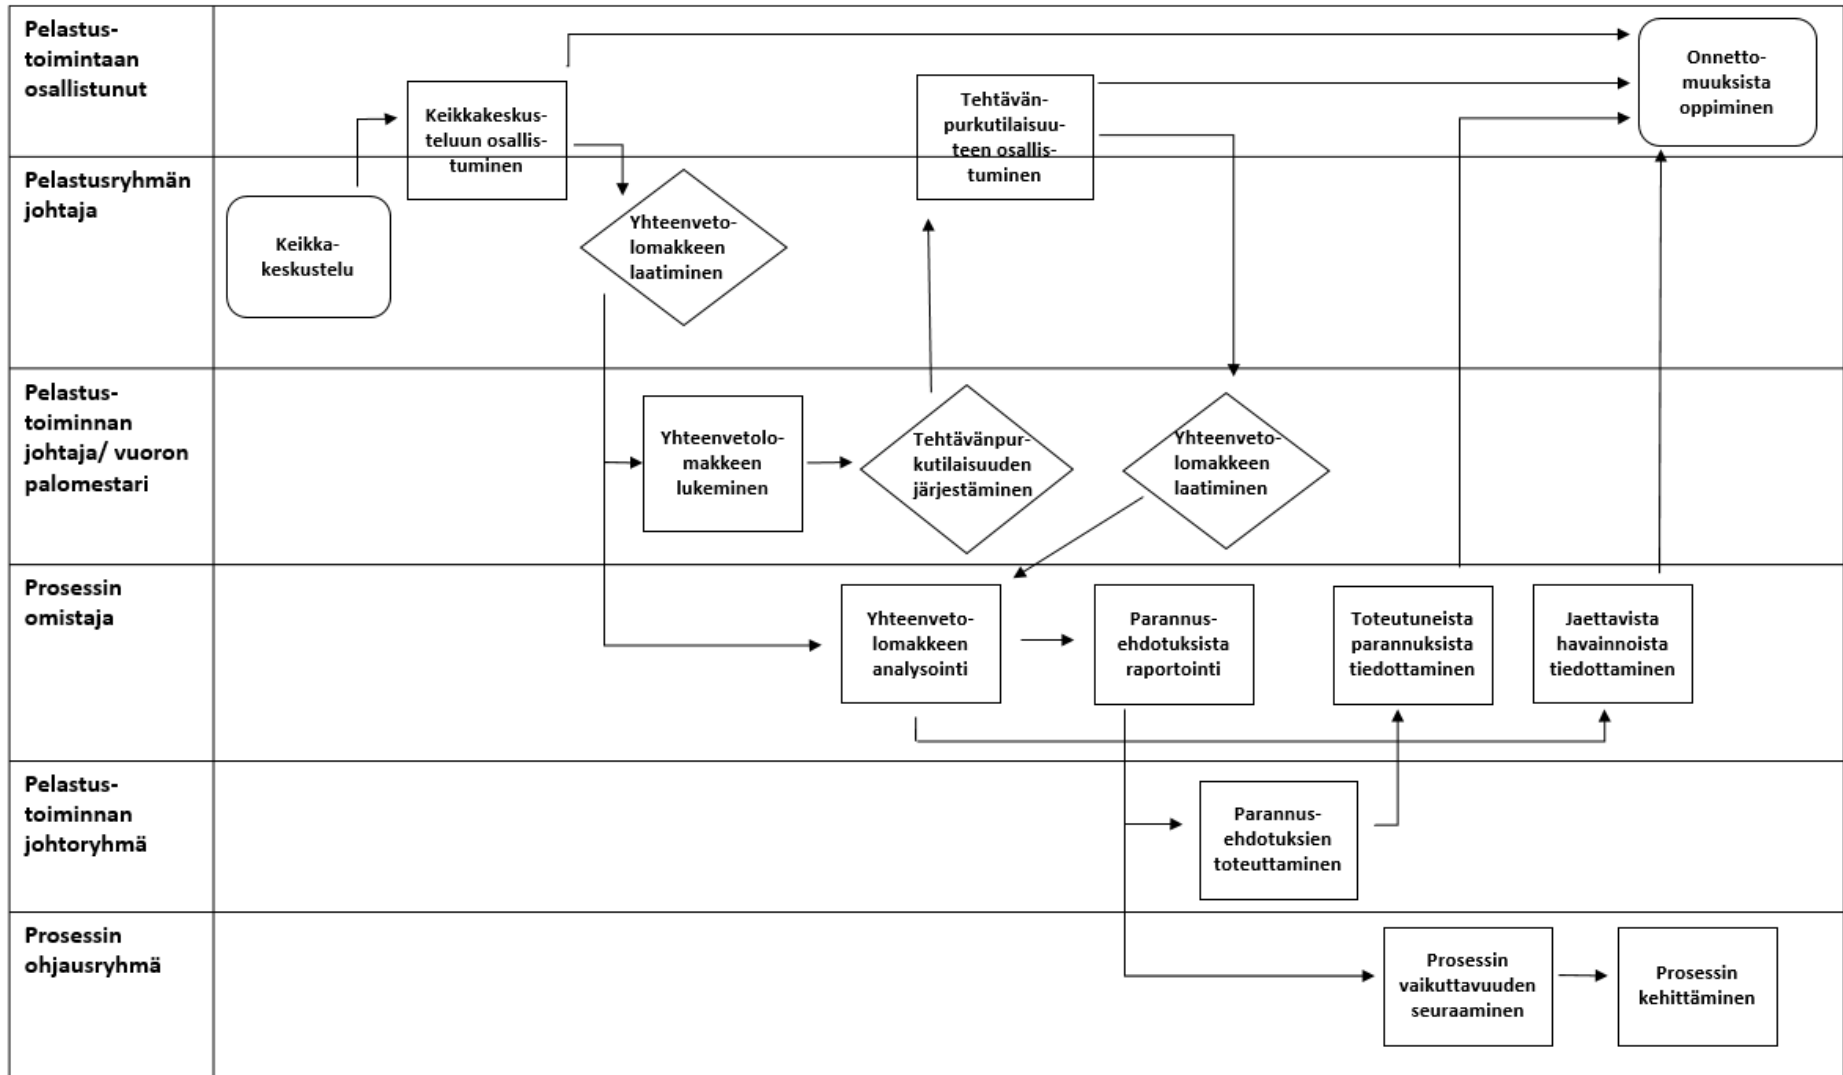 Pelastus-
toimintaan
osallistunut
Keikkakeskus-
teluun osallis-
tuminen
Tehtävän-
purkutilaisuu-
teen osallis-
tuminen
Onnetto-
muuksista
oppiminen
Pelastusryhmän
johtaja
Keikka-
keskustelu
Yhteenveto-
lomakkeen
laatiminen
Pelastus-
toiminnan
johtaja/ vuoron
palomestari
Yhteenvetolo-
makkeen
lukeminen
Tehtävänpur-
kutilaisuuden
järjestäminen
Yhteenveto-
lomakkeen
laatiminen
Prosessin
omistaja
Yhteenveto-
lomakkeen
analysointi
Parannus-
ehdotuksista
raportointi
Toteutuneista
parannuksista
tiedottaminen
Jaettavista
havainnoista
tiedottaminen
Pelastus-
toiminnan
johtoryhmä
Parannus-
ehdotuksien
toteuttaminen
Prosessin
ohjausryhmä
Prosessin
vaikuttavuuden
seuraaminen
Prosessin
kehittäminen